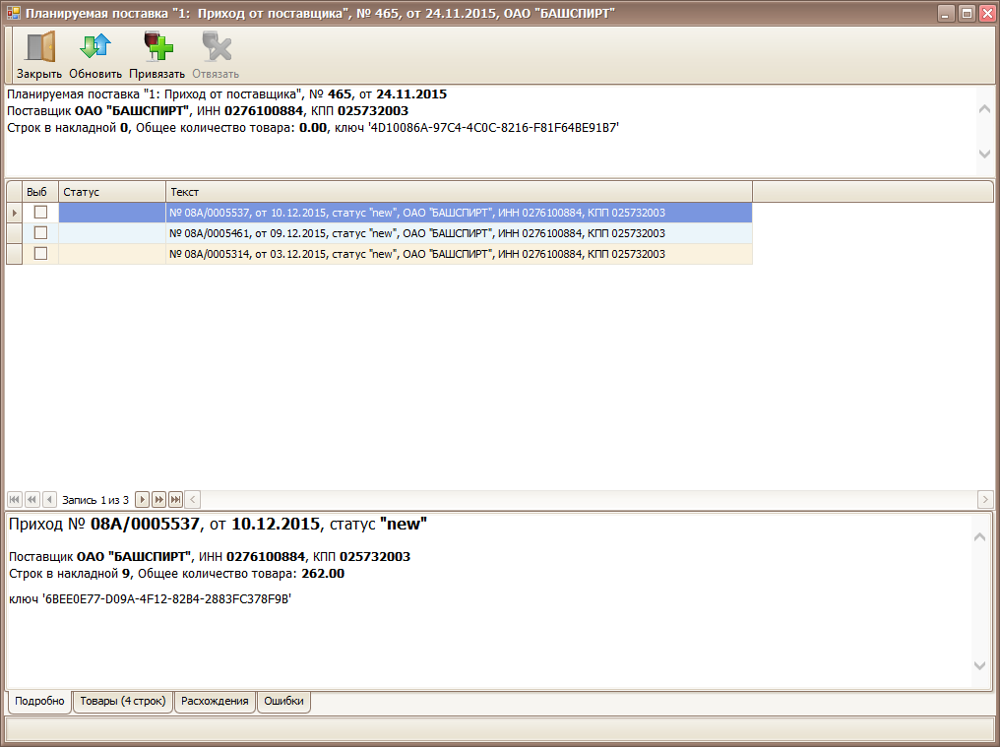 Планируемая поставка "1:  Приход от поставщика", № 465, от 24.11.2015, ОАО "БАШСПИРТ"
Закрыть Обновить Привязать Отвязать
Планируемая поставка "1: Приход от поставщика", № 465, от 24.11.2015
Поставщик ОАО "БАШСПИРТ", ИНН 0276100884, КПП 025732003
Строк в накладной 0, Общее количество товара: 0.00, ключ '4D10086A-97C4-4C0C-8216-F81F64BE91B7'
Выб Статус Текст
№ 08А/0005537, от 10.12.2015, статус "new", ОАО "БАШСПИРТ", ИНН 0276100884, КПП 025732003
№ 08А/0005461, от 09.12.2015, статус "new", ОАО "БАШСПИРТ", ИНН 0276100884, КПП 025732003
№ 08А/0005314, от 03.12.2015, статус "new", ОАО "БАШСПИРТ", ИНН 0276100884, КПП 025732003
Запись 1 из 3
Приход № 08А/0005537, от 10.12.2015, статус "new"
Поставщик ОАО "БАШСПИРТ", ИНН 0276100884, КПП 025732003
Строк в накладной 9, Общее количество товара: 262.00
ключ '6BEE0E77-D09A-4F12-82B4-2883FC378F9B'
Подробно Товары (4 строк) Расхождения Ошибки